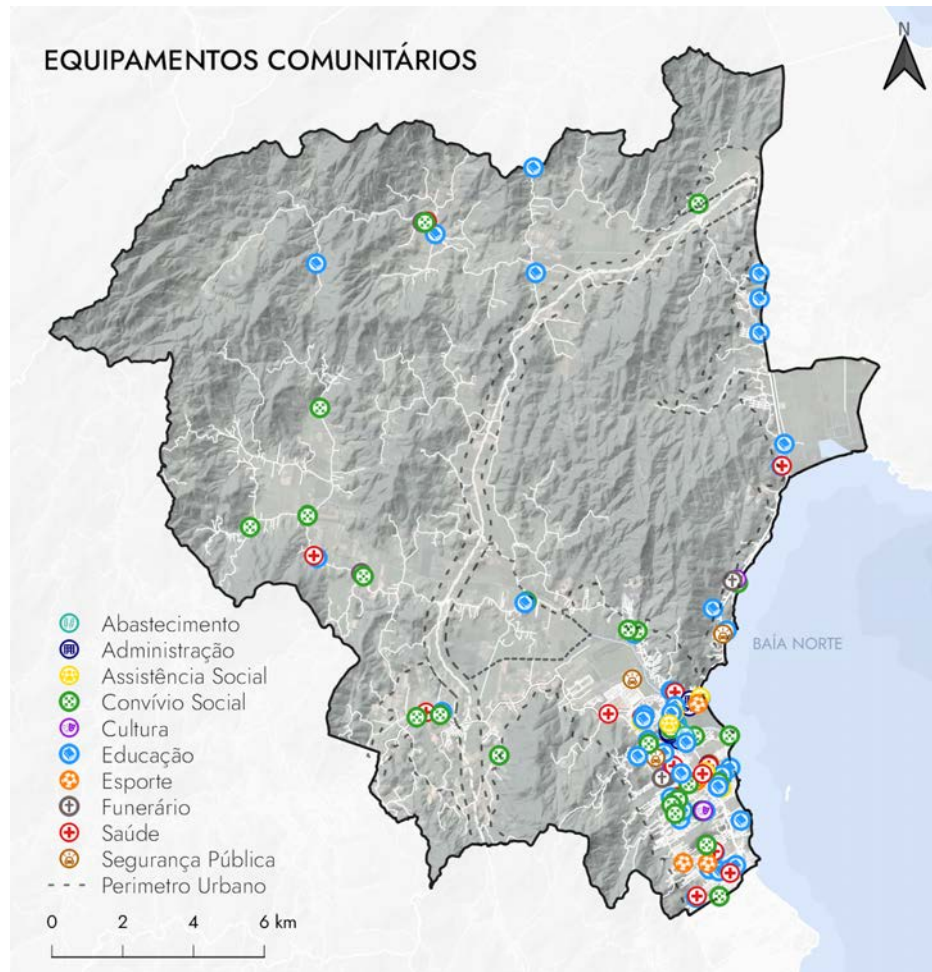 EQUIPAMENTOS COMUNITÁRIOS
N
BAÍA NORTE
Abastecimento
Administração
Assistência Social
Convívio Social
Cultura
Educação
Esporte
Funerário
Saúde
Segurança Pública
Perimetro Urbano
0 2 4 6 km